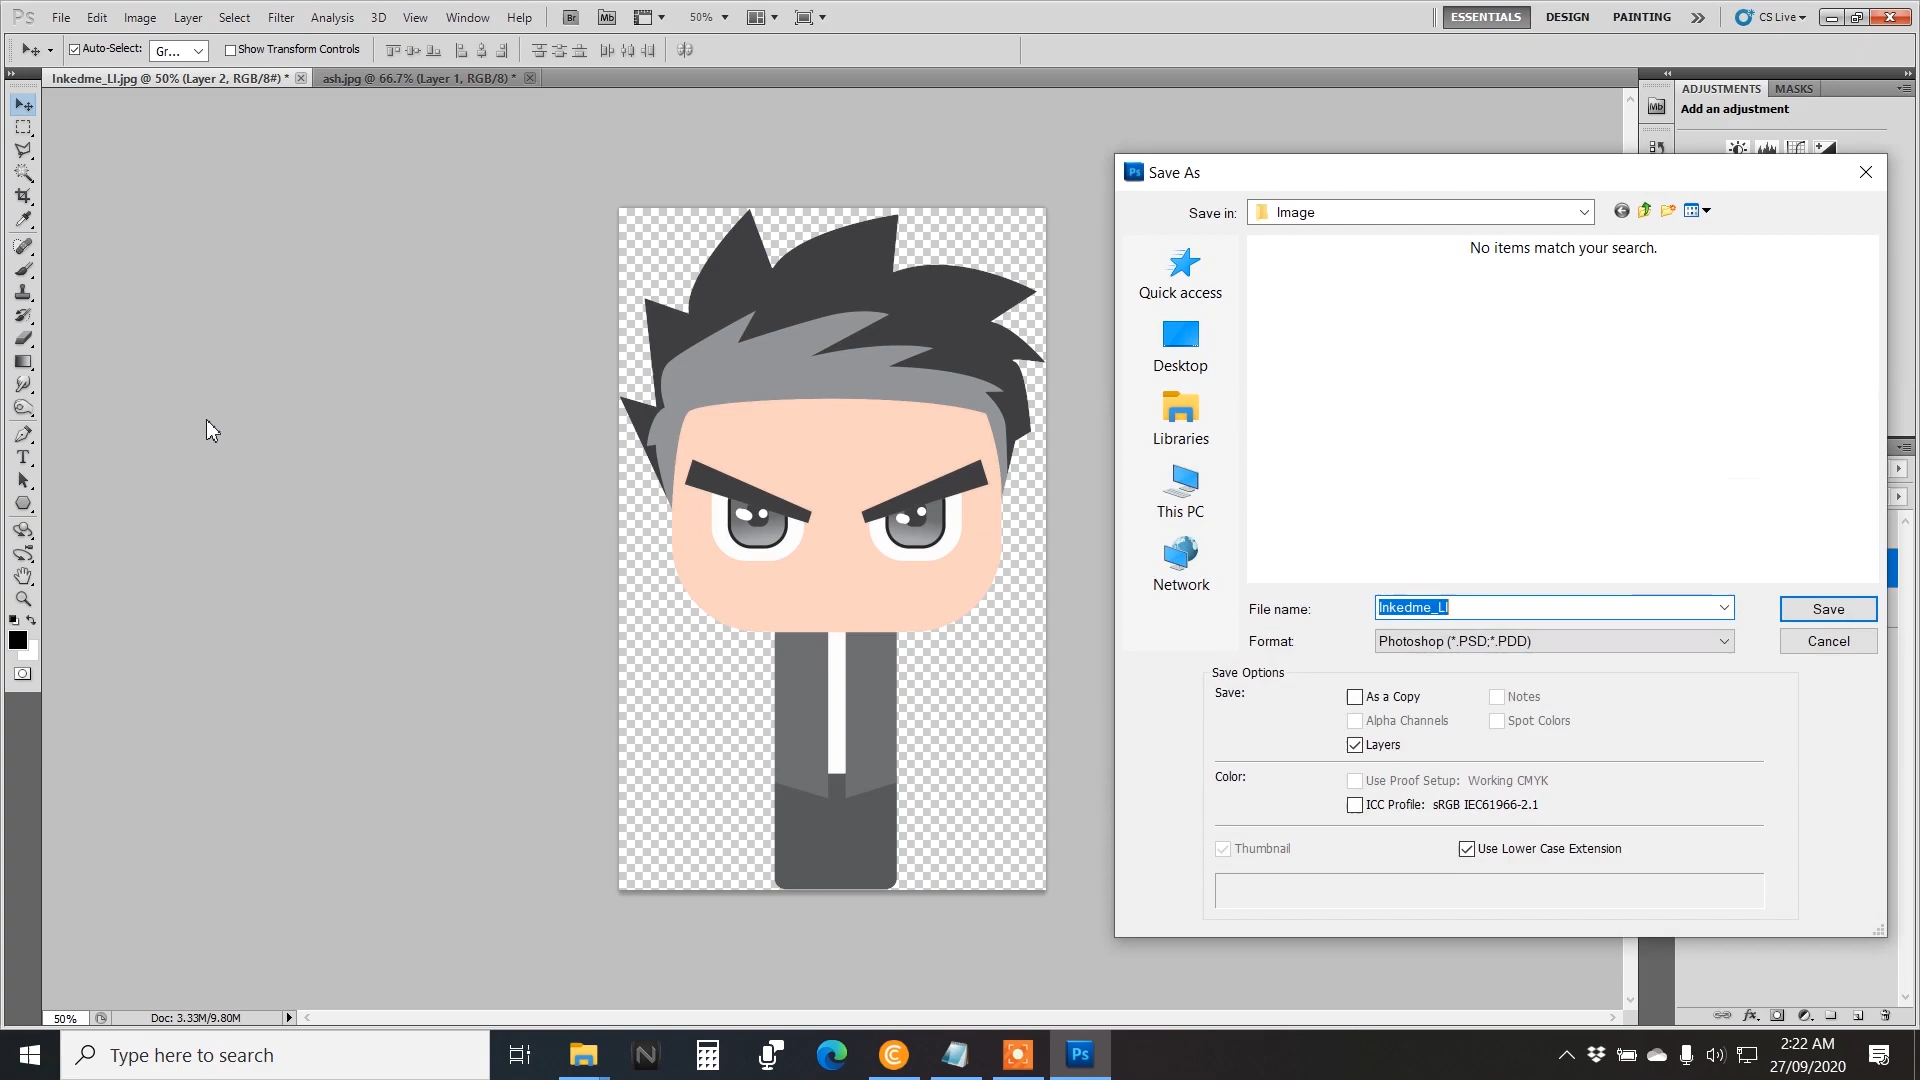 Ps File Edit Image Layer Select Filter Analysis 3D View Window Help Br Mb 50% ESSENTIALS DESIGN PAINTING CS Live
Auto-Select: Gr... Show Transform Controls
Inkedme_LI.jpg @ 50% (Layer 2, RGB/8#) * ash.jpg @ 66.7% (Layer 1, RGB/8) *
ADJUSTMENTS MASKS
Mb Add an adjustment
Ps Save As
Save in: Image
No items match your search.
Quick access
Desktop
Libraries
This PC
Network
File name: Inkedme_LI Save
Format: Photoshop (*.PSD;*.PDD) Cancel
Save Options
Save: As a Copy Notes
Alpha Channels Spot Colors
Layers
Color: Use Proof Setup: Working CMYK
ICC Profile: sRGB IEC61966-2.1
Thumbnail Use Lower Case Extension
50% Doc: 3.33M/9.80M
fx
Type here to search Ps 2:22 AM
27/09/2020